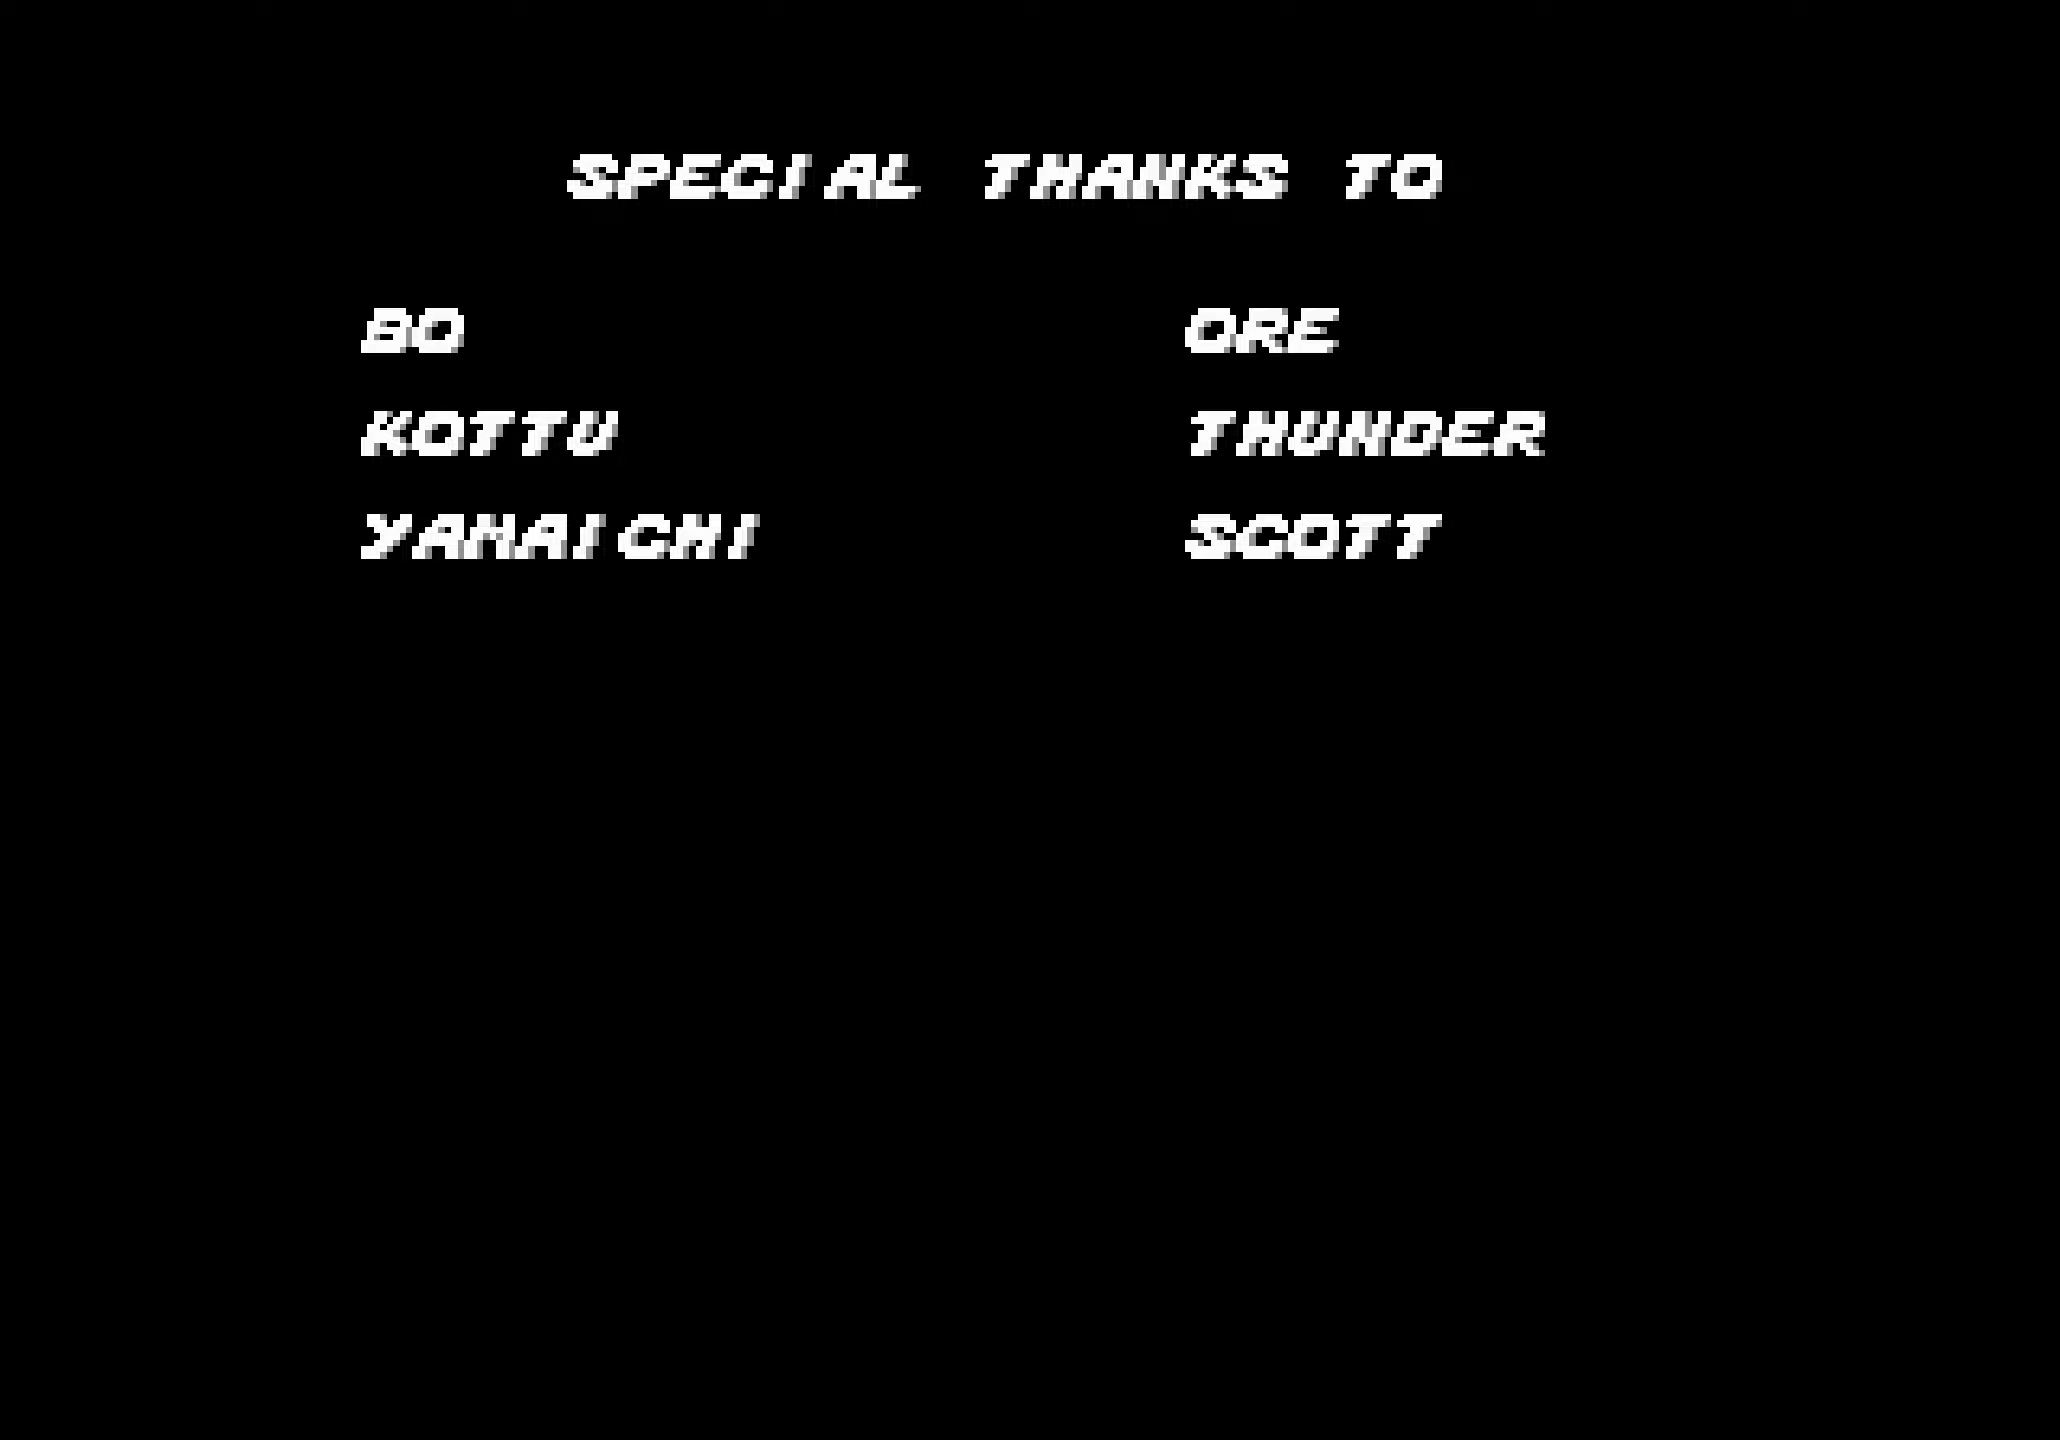 SPECIAL THANKS TO
BO ORE
KOTTU THUNDER
YAMAICHI SCOTT